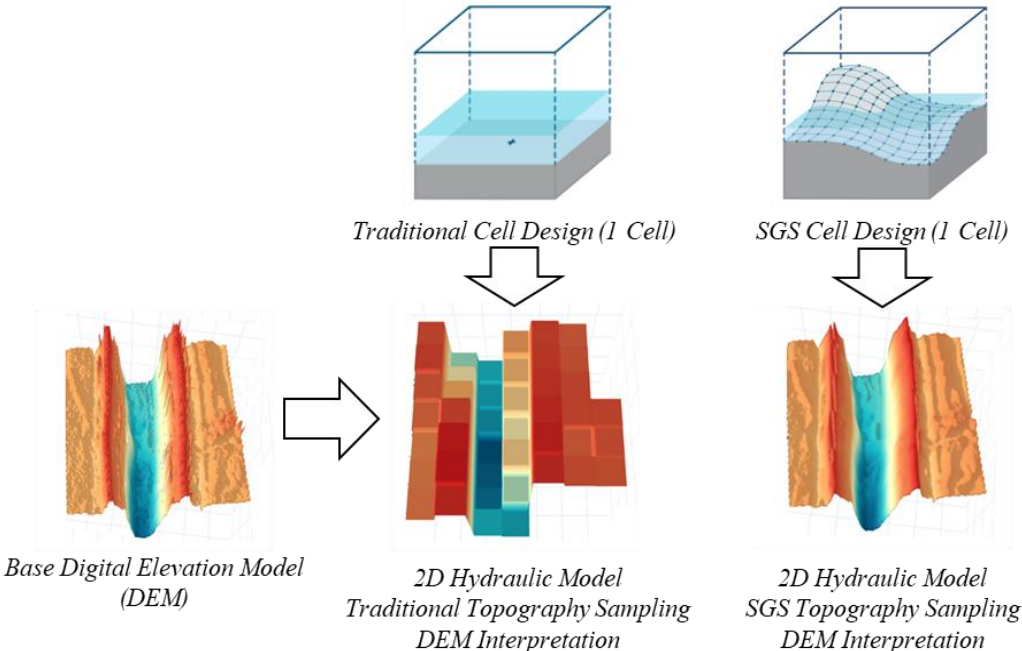 Traditional Cell Design (1 Cell)
SGS Cell Design (1 Cell)
Base Digital Elevation Model
(DEM)
2D Hydraulic Model
Traditional Topography Sampling
DEM Interpretation
2D Hydraulic Model
SGS Topography Sampling
DEM Interpretation